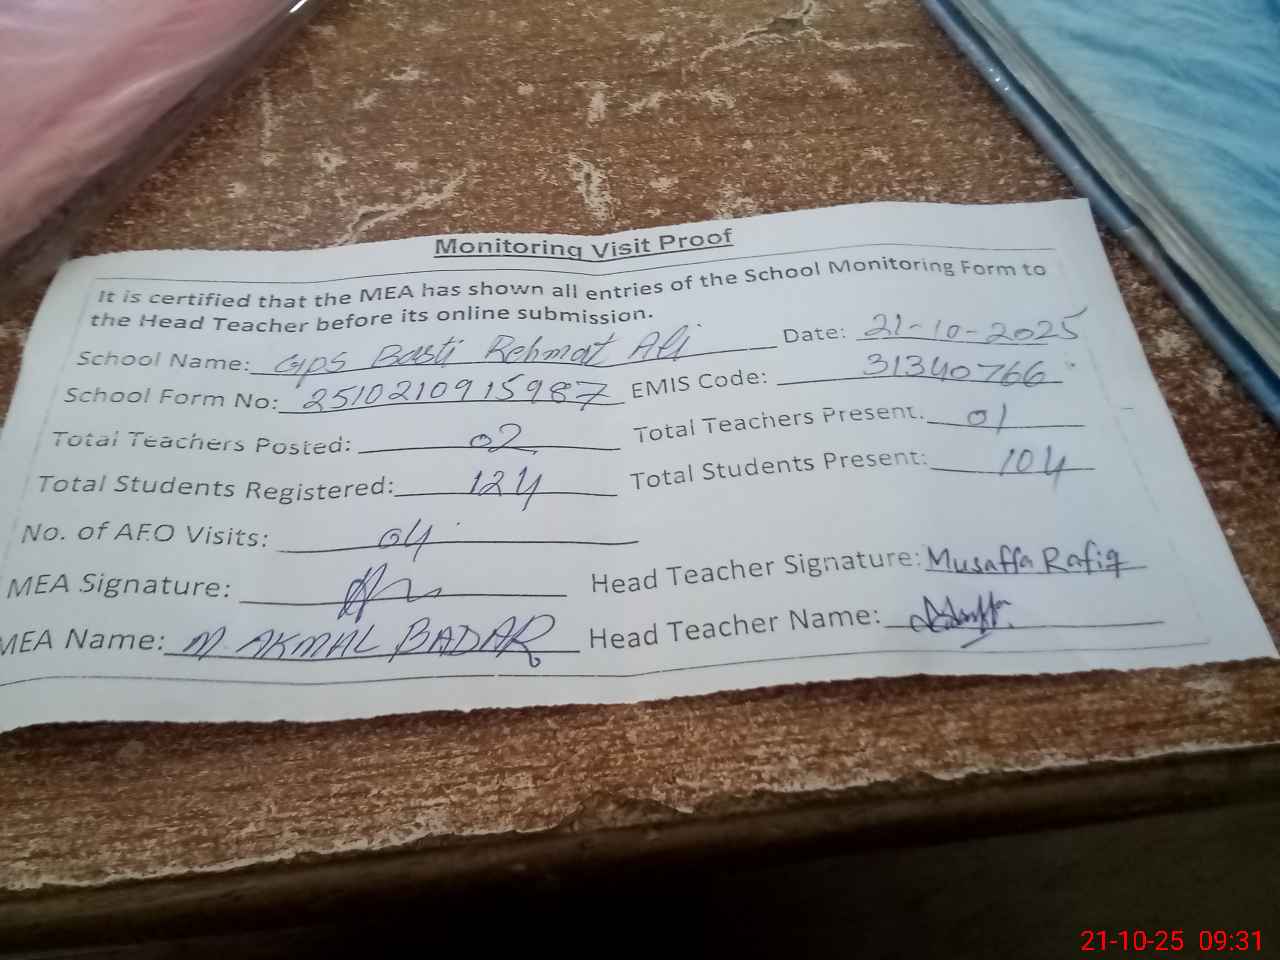 Monitoring Visit Proof
It is certified that the MEA has shown all entries of the School Monitoring Form to
the Head Teacher before its online submission.
School Name: GPS Basti Rehmat Ali Date: 21-10-2025
School Form No: 2510210915987 EMIS Code: 31340766
Total Teachers Posted: 02 Total Teachers Present: 01
Total Students Registered: 124 Total Students Present: 104
No. of AEO Visits: 04
MEA Signature: Head Teacher Signature: Musaffa Rafiq
MEA Name: M. AKMAL BADAR Head Teacher Name:
21-10-25 09:31